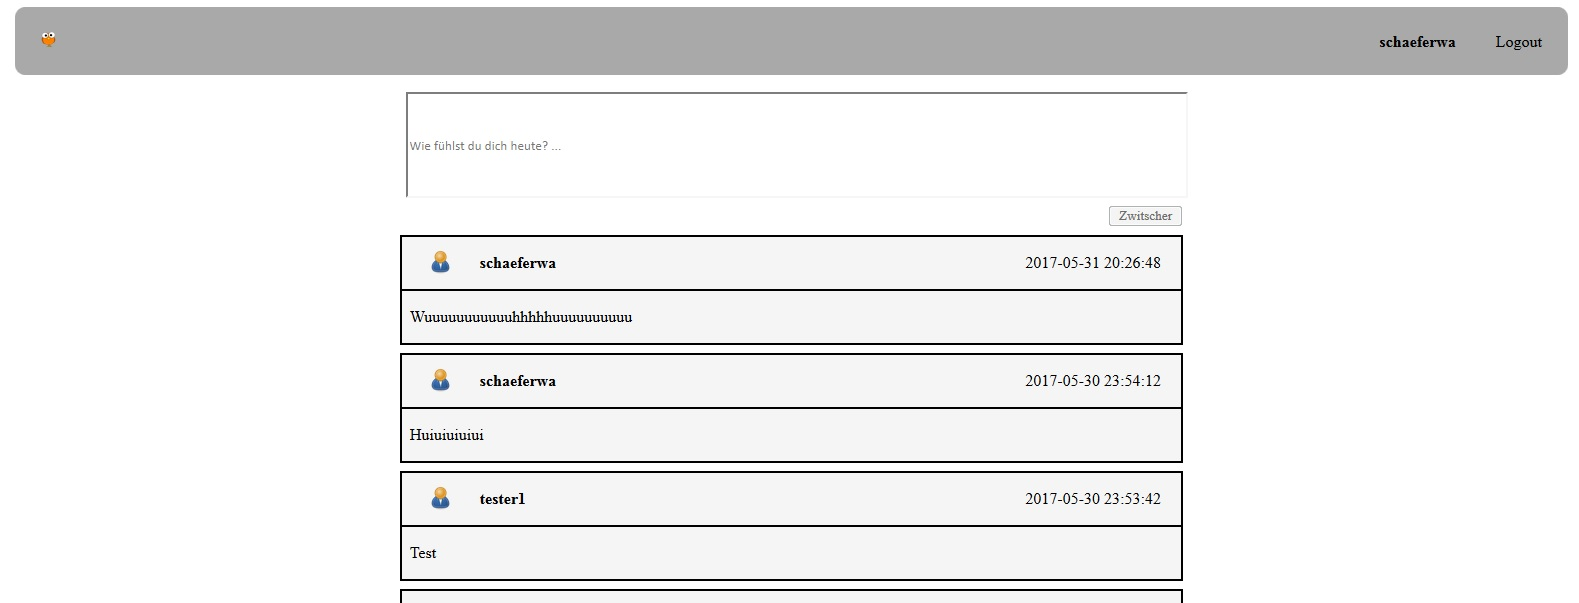 schaeferwa Logout
Wie fühlst du dich heute? ...
Zwitscher
schaeferwa 2017-05-31 20:26:48
Wuuuuuuuuuuuhhhhhuuuuuuuuuu
schaeferwa 2017-05-30 23:54:12
Huiuiuiuiui
tester1 2017-05-30 23:53:42
Test